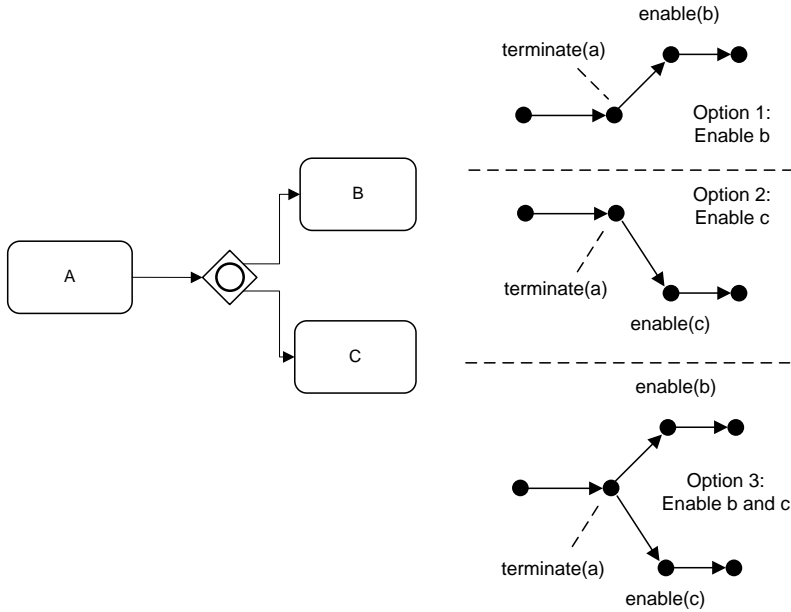 A
B
C
enable(b)
terminate(a)
Option 1:
Enable b
Option 2:
Enable c
terminate(a)
enable(c)
enable(b)
Option 3:
Enable b and c
terminate(a)
enable(c)